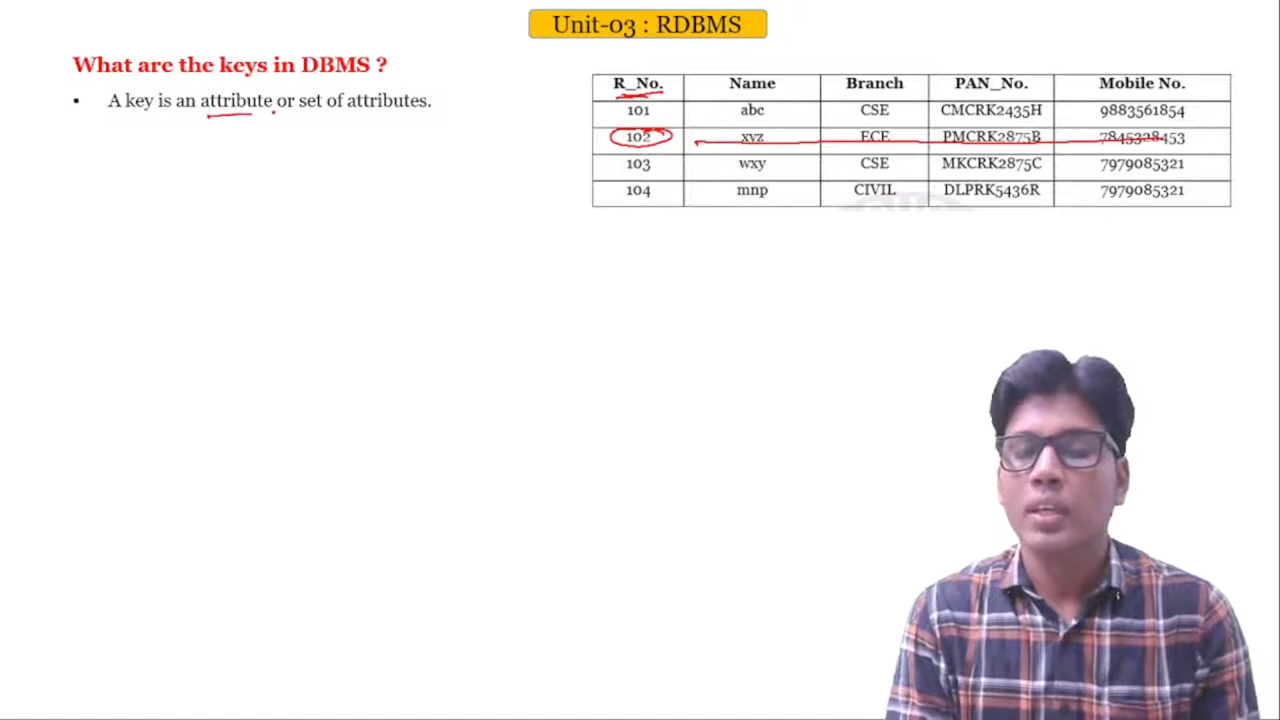 Unit-03 : RDBMS
What are the keys in DBMS ?
▪ A key is an attribute or set of attributes.
R_No. Name Branch PAN_No. Mobile No.
101 abc CSE CMCRK2435H 9883561854
102 xyz ECE PMCRK2875B 7845328453
103 wxy CSE MKCRK2875C 7979085321
104 mnp CIVIL DLPRK5436R 7979085321